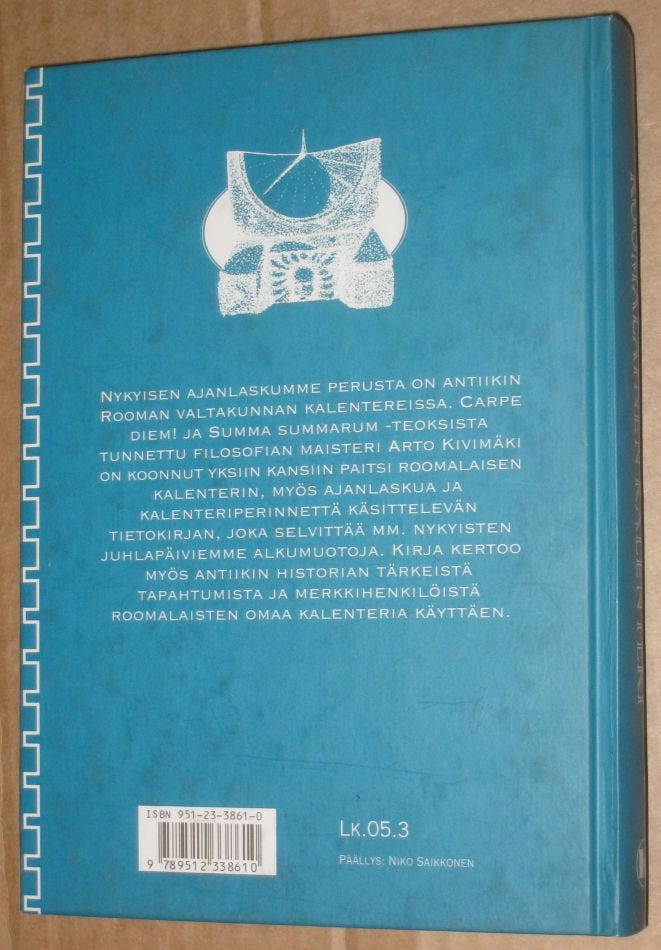 NYKYISEN AJANLASKUMME PERUSTA ON ANTIIKIN
ROOMAN VALTAKUNNAN KALENTEREISSA. CARPE
DIEM! JA SUMMA SUMMARUM -TEOKSISTA
TUNNETTU FILOSOFIAN MAISTERI ARTO KIVIMÄKI
ON KOONNUT YKSIIN KANSIIN PAITSI ROOMALAISEN
KALENTERIN, MYÖS AJANLASKUA JA
KALENTERIPERINNETTÄ KÄSITTELEVÄN
TIETOKIRJAN, JOKA SELVITTÄÄ MM. NYKYISTEN
JUHLAPÄIVIEMME ALKUMUOTOJA. KIRJA KERTOO
MYÖS ANTIIKIN HISTORIAN TÄRKEISTÄ
TAPAHTUMISTA JA MERKKIHENKILÖISTÄ
ROOMALAISTEN OMAA KALENTERIA KÄYTTÄEN.
ISBN 951-23-3861-0
9 789512 338610
LK.05.3
PÄÄLLYS: NIKO SAIKKONEN